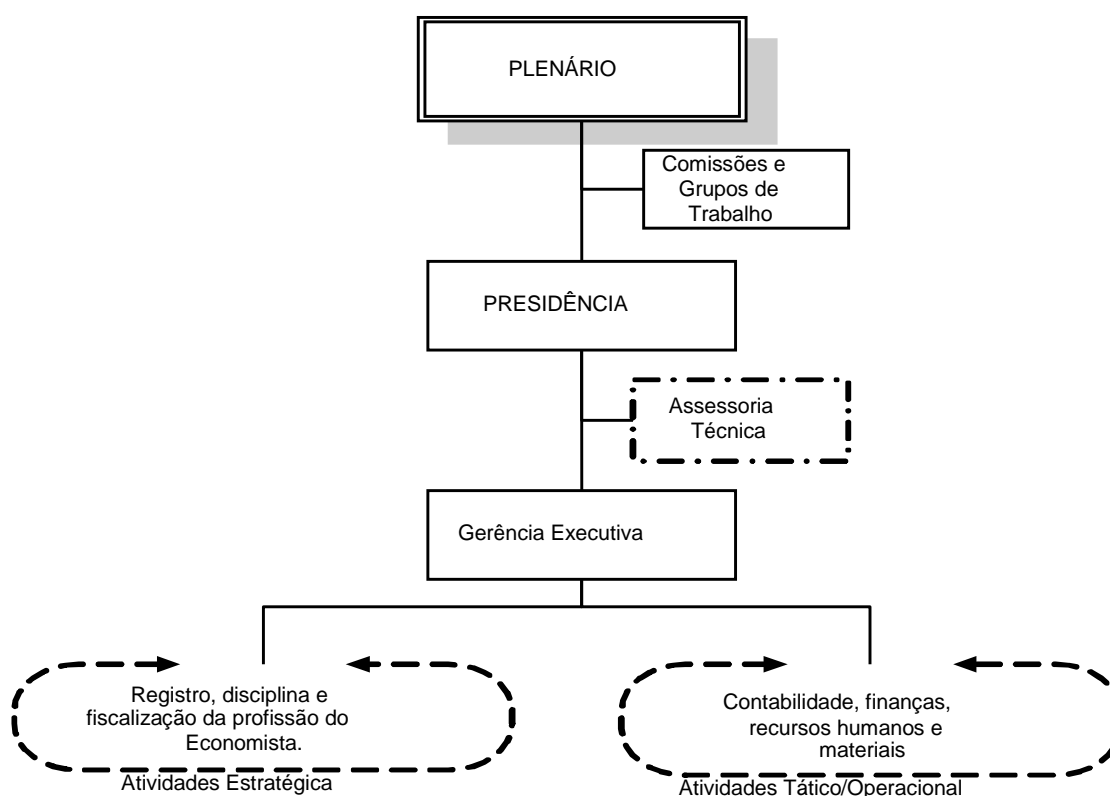 PLENÁRIO
Comissões e
Grupos de
Trabalho
PRESIDÊNCIA
Assessoria
Técnica
Gerência Executiva
Registro, disciplina e
fiscalização da profissão do
Economista.
Atividades Estratégica
Contabilidade, finanças,
recursos humanos e
materiais
Atividades Tático/Operacional